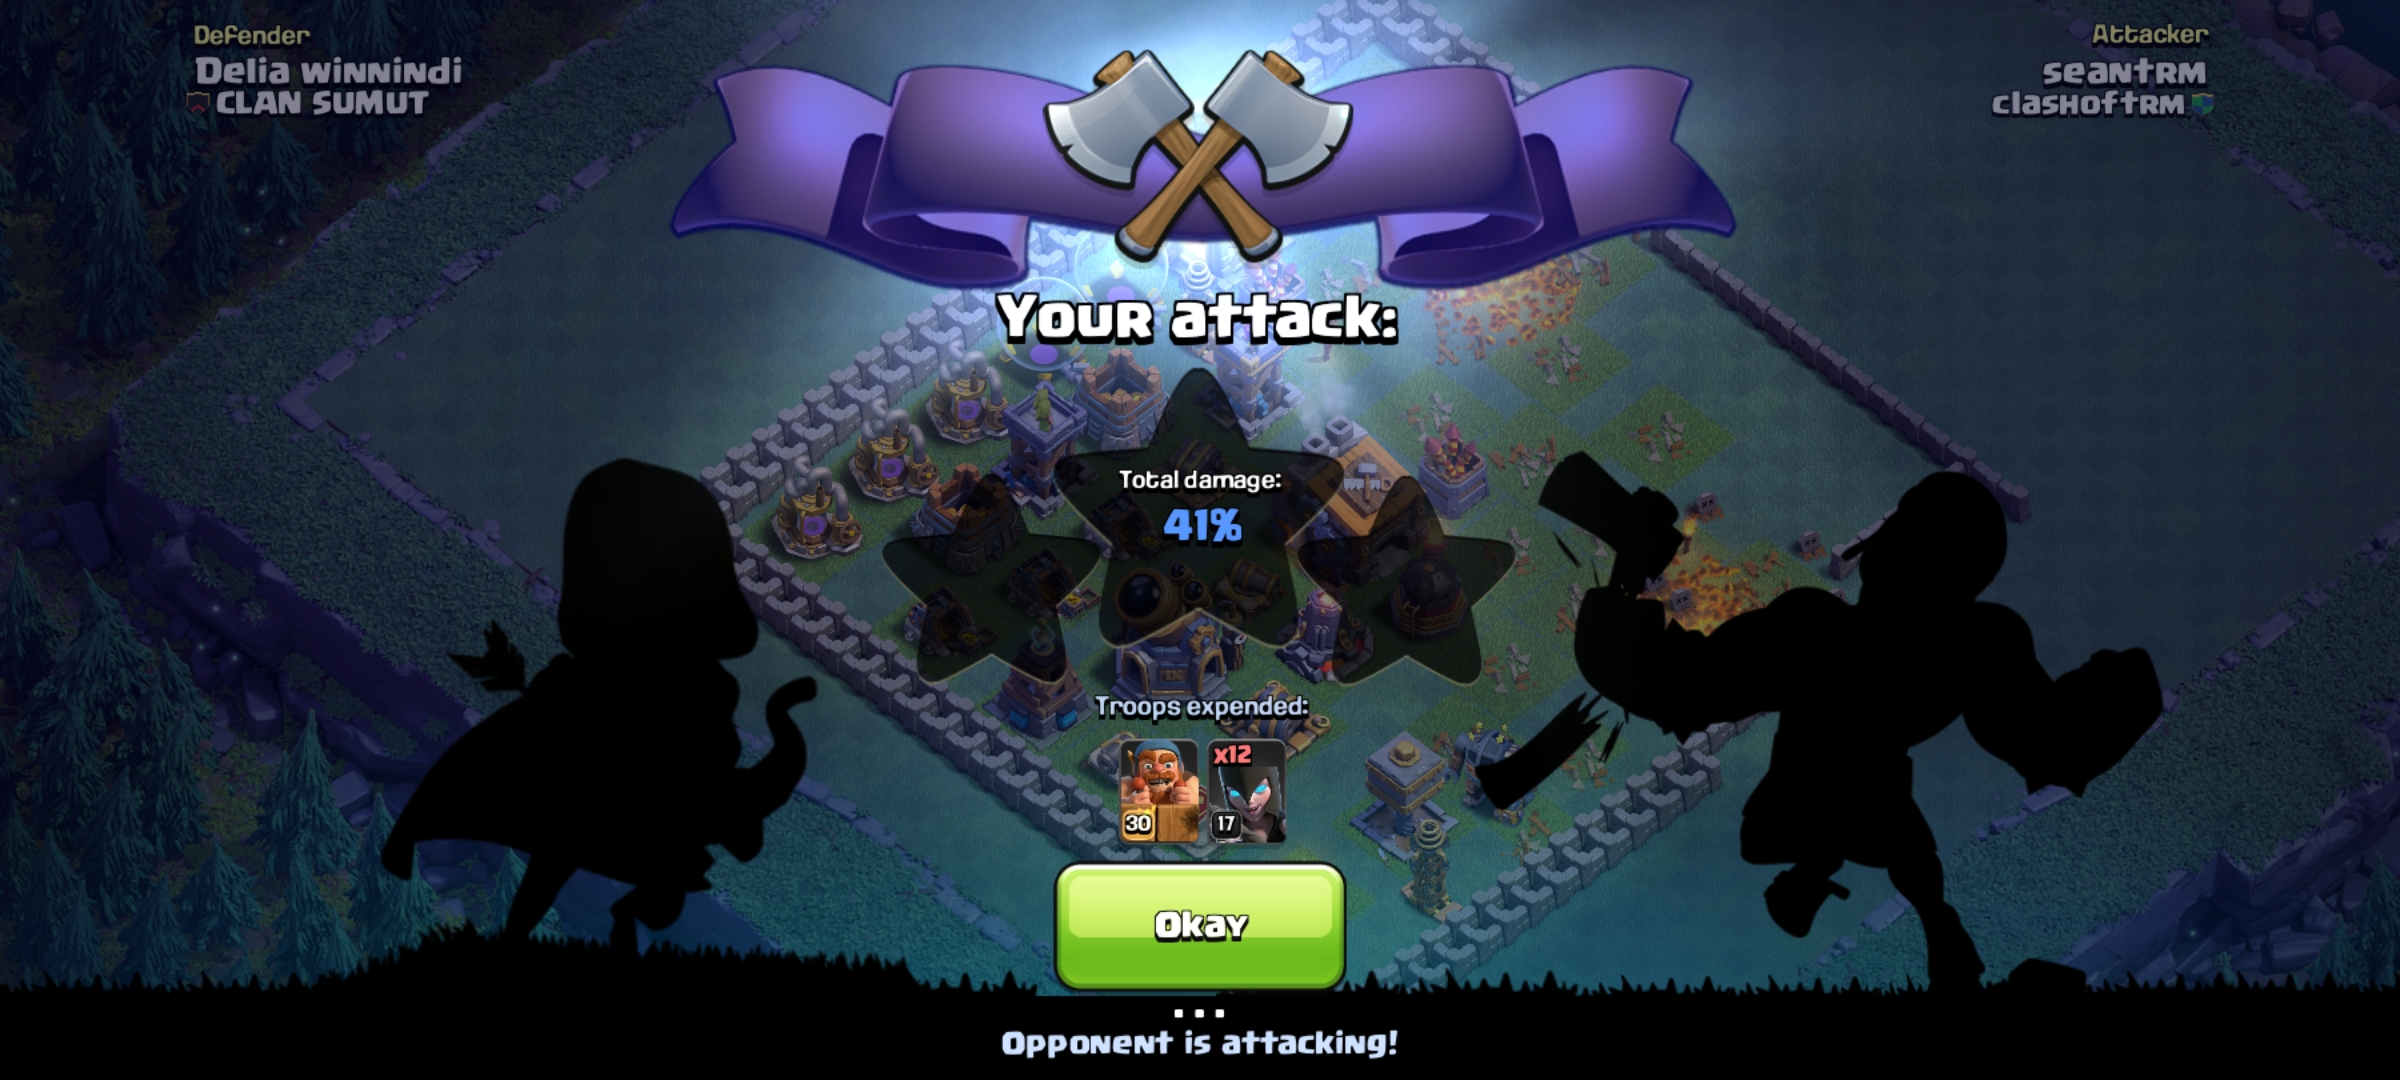 Defender
Delia winnindi
CLAN SUMUT
Attacker
seantRM
clashoftRM
Your attack:
Total damage:
41%
Troops expended:
30
x12
17
Okay
...
Opponent is attacking!